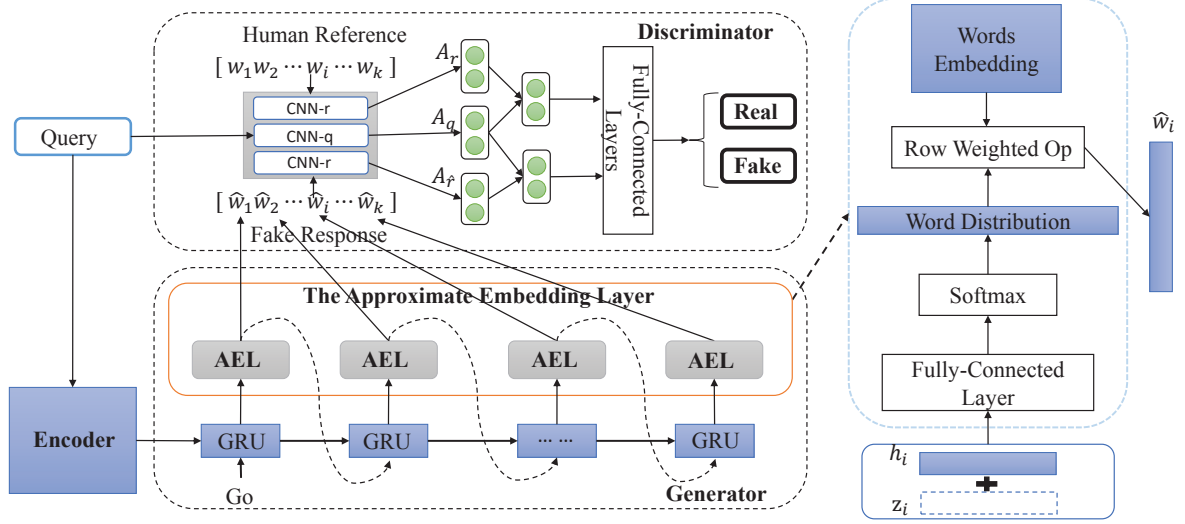 Human Reference
Discriminator
[ w₁w₂ ⋯ wᵢ ⋯ wₖ ]
Query
CNN-r
CNN-q
CNN-r
Aᵣ
A_q
A_r̂
Fully-Connected
Layers
Real
Fake
[ ŵ₁ŵ₂ ⋯ ŵᵢ ⋯ ŵₖ ]
Fake Response
The Approximate Embedding Layer
AEL
AEL
AEL
AEL
Encoder
GRU
GRU
... ...
GRU
Go
Generator
Words
Embedding
Row Weighted Op
ŵᵢ
Word Distribution
Softmax
Fully-Connected
Layer
hᵢ
+
zᵢ